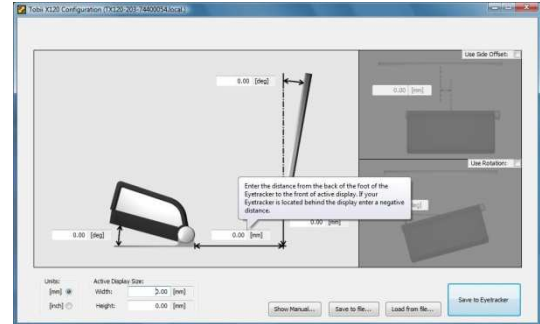 Tobii X120 Configuration (TX120-203-74400054.local)
Use Side Offset:
0.00 [deg]
0.00 [mm]
Use Rotation:
Enter the distance from the back of the foot of the
Eyetracker to the front of active display. If your
Eyetracker is located behind the display enter a negative
distance.
0.00 [mm]
0.00 [deg]
0.00 [mm]
Units:
Active Display Size:
[mm]
Width:
0.00 [mm]
[inch]
Height:
0.00 [mm]
Show Manual...
Save to file...
Load from file...
Save to Eyetracker